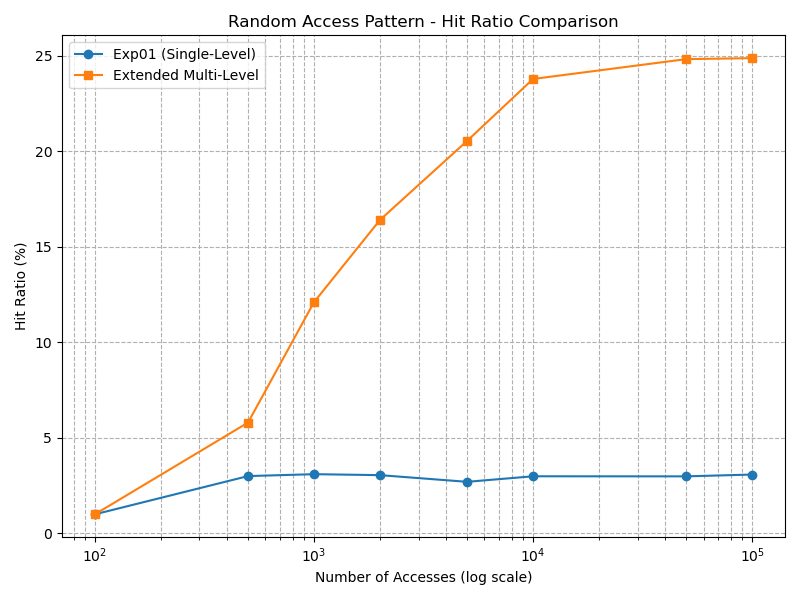 Random Access Pattern - Hit Ratio Comparison
Exp01 (Single-Level)
Extended Multi-Level
Hit Ratio (%)
25
20
15
10
5
0
10² 10³ 10⁴ 10⁵
Number of Accesses (log scale)